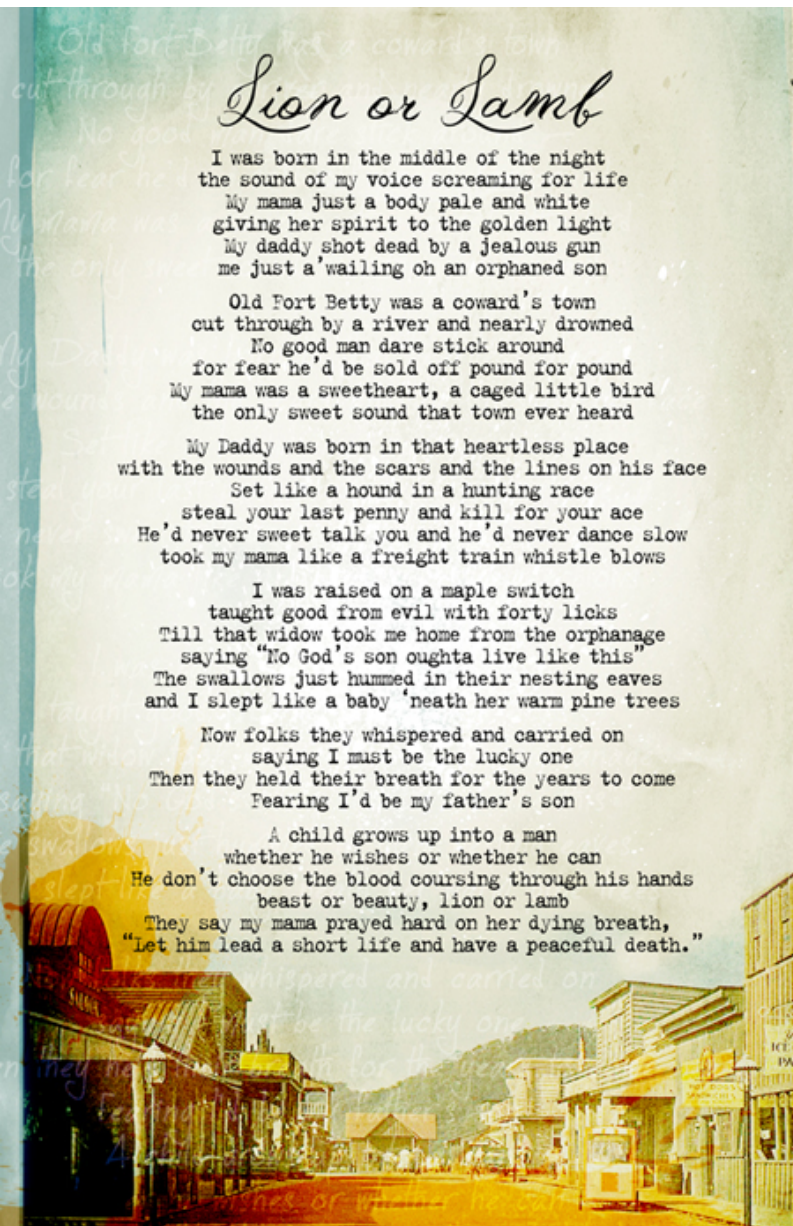 Lion or Lamb
I was born in the middle of the night
the sound of my voice screaming for life
My mama just a body pale and white
giving her spirit to the golden light
My daddy shot dead by a jealous gun
me just a'wailing oh an orphaned son
Old Fort Betty was a coward's town
cut through by a river and nearly drowned
No good man dare stick around
for fear he'd be sold off pound for pound
My mama was a sweetheart, a caged little bird
the only sweet sound that town ever heard
My Daddy was born in that heartless place
with the wounds and the scars and the lines on his face
Set like a hound in a hunting race
steal your last penny and kill for your ace
He'd never sweet talk you and he'd never dance slow
took my mama like a freight train whistle blows
I was raised on a maple switch
taught good from evil with forty licks
Till that widow took me home from the orphanage
saying "No God's son oughta live like this"
The swallows just hummed in their nesting eaves
and I slept like a baby 'neath her warm pine trees
Now folks they whispered and carried on
saying I must be the lucky one
Then they held their breath for the years to come
Fearing I'd be my father's son
A child grows up into a man
whether he wishes or whether he can
He don't choose the blood coursing through his hands
beast or beauty, lion or lamb
They say my mama prayed hard on her dying breath,
"Let him lead a short life and have a peaceful death."
SALOON